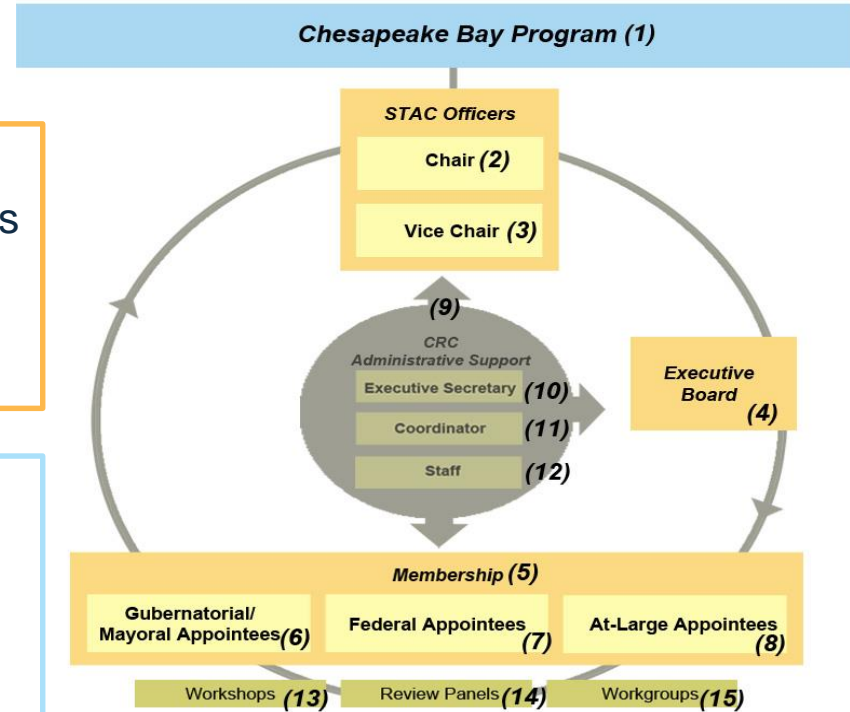 Chesapeake Bay Program (1)
s
STAC Officers
Chair (2)
Vice Chair (3)
(9)
CRC
Administrative Support
Executive Secretary (10)
Coordinator (11)
Staff (12)
Executive
Board (4)
Membership (5)
Gubernatorial/
Mayoral Appointees (6)
Federal Appointees (7)
At-Large Appointees (8)
Workshops (13)
Review Panels (14)
Workgroups (15)